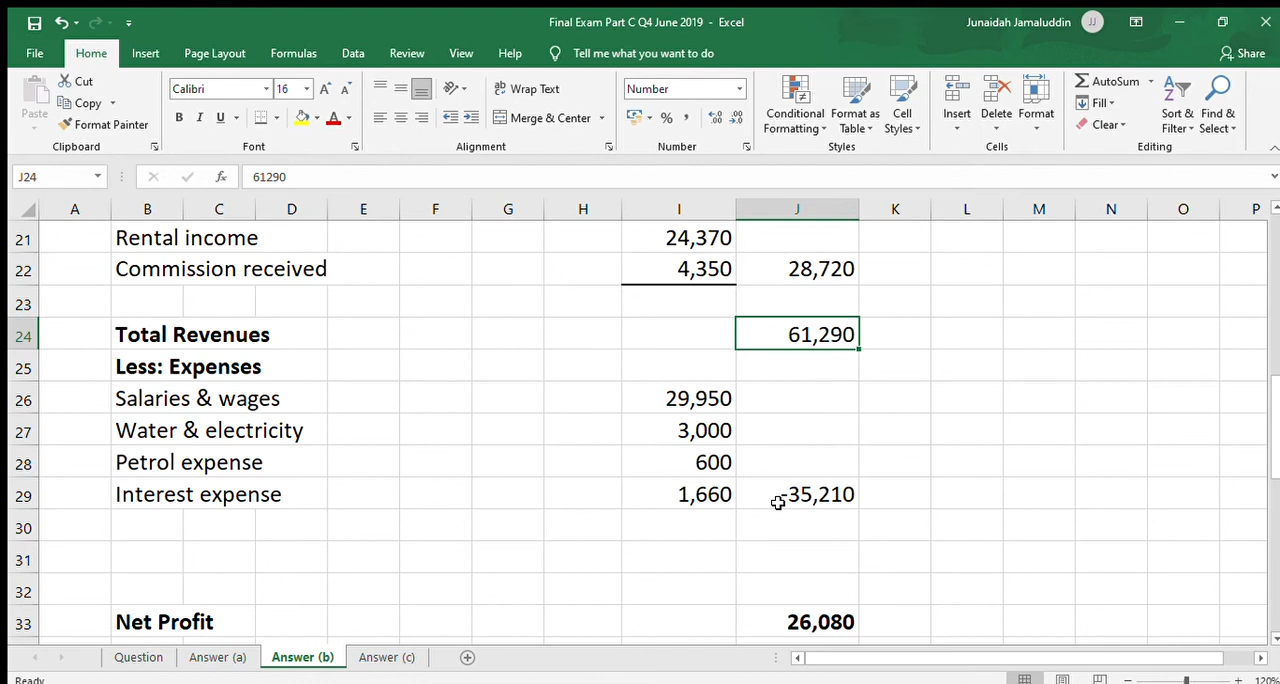 Final Exam Part C Q4 June 2019 - Excel
Junaidah Jamaluddin JJ
File Home Insert Page Layout Formulas Data Review View Help Tell me what you want to do Share
Paste
Cut
Copy
Format Painter
Clipboard
Calibri 16 A A
B I U A
Font
ab Wrap Text
Merge & Center
Alignment
Number
% ,
Number
Conditional Formatting
Format as Table
Cell Styles
Styles
Insert Delete Format
Cells
AutoSum
Fill
Clear
Sort & Filter
Find & Select
Editing
J24 fx 61290
A B C D E F G H I J K L M N O P
21 Rental income 24,370
22 Commission received 4,350 28,720
23
24 Total Revenues 61,290
25 Less: Expenses
26 Salaries & wages 29,950
27 Water & electricity 3,000
28 Petrol expense 600
29 Interest expense 1,660 -35,210
30
31
32
33 Net Profit 26,080
Question Answer (a) Answer (b) Answer (c)
Ready 120%